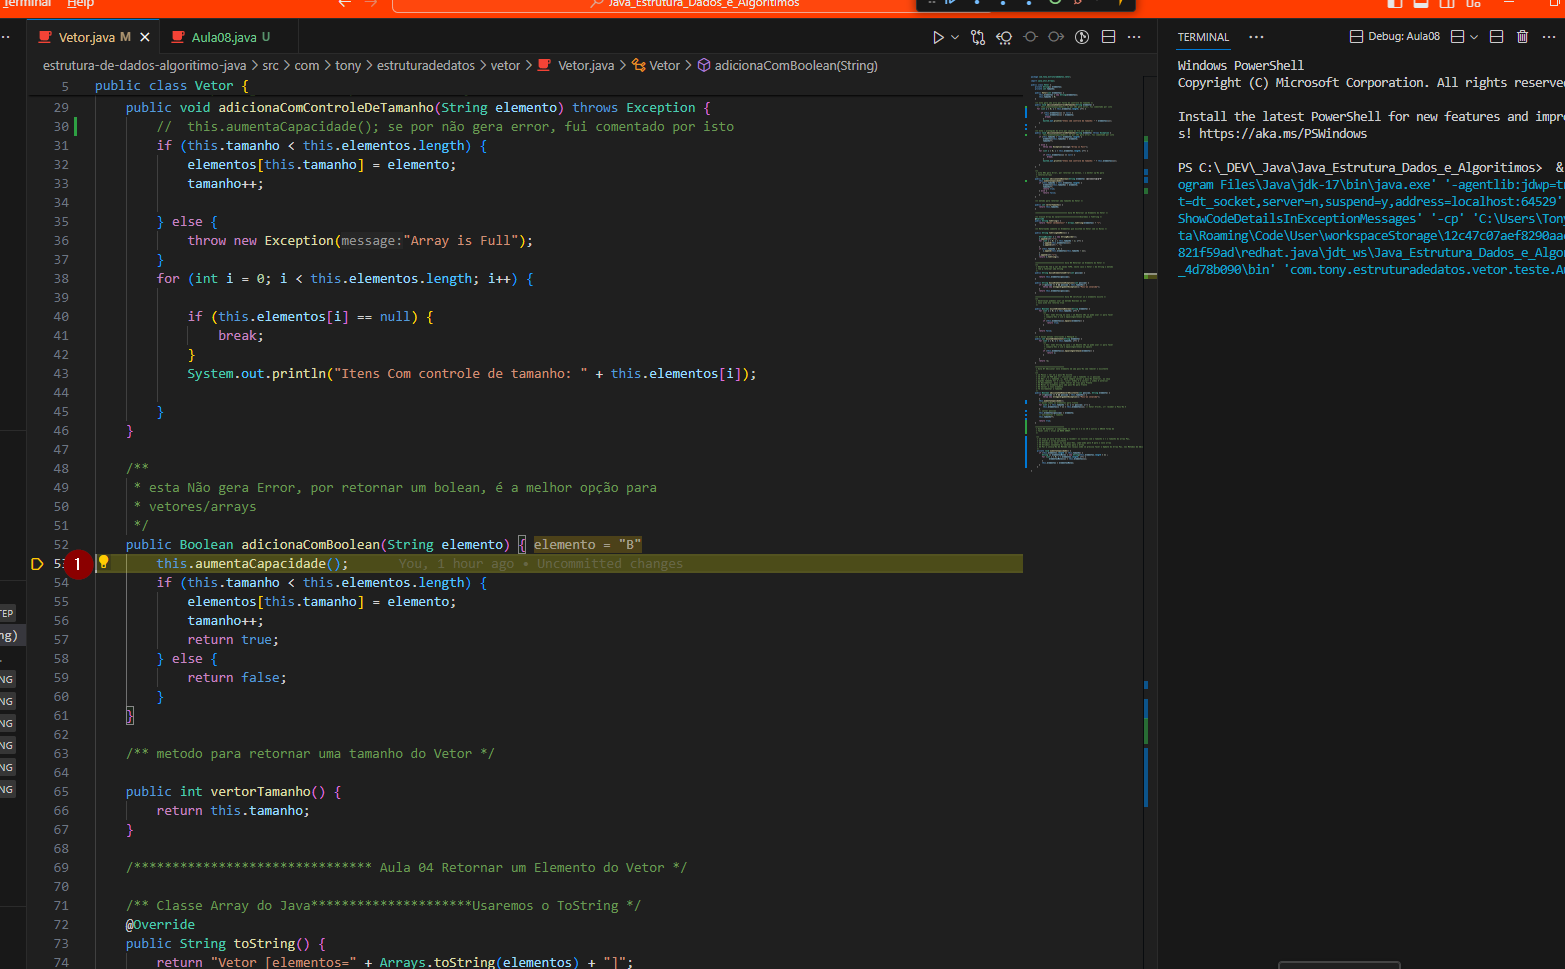 Terminal Help
Java_Estrutura_Dados_e_Algoritimos
Vetor.java M
Aula08.java U
estrutura-de-dados-algoritimo-java > src > com > tony > estruturadedatos > vetor > Vetor.java > Vetor > adicionaComBoolean(String)
5 public class Vetor {
29 public void adicionaComControleDeTamanho(String elemento) throws Exception {
30 // this.aumentaCapacidade(); se por não gera error, fui comentado por isto
31 if (this.tamanho < this.elementos.length) {
32 elementos[this.tamanho] = elemento;
33 tamanho++;
34
35 } else {
36 throw new Exception(message:"Array is Full");
37 }
38 for (int i = 0; i < this.elementos.length; i++) {
39
40 if (this.elementos[i] == null) {
41 break;
42 }
43 System.out.println("Itens Com controle de tamanho: " + this.elementos[i]);
44
45 }
46 }
47
48 /**
49 * esta Não gera Error, por retornar um bolean, é a melhor opção para
50 * vetores/arrays
51 */
52 public Boolean adicionaComBoolean(String elemento) { elemento = "B"
53 1 this.aumentaCapacidade(); You, 1 hour ago • Uncommitted changes
54 if (this.tamanho < this.elementos.length) {
55 elementos[this.tamanho] = elemento;
56 tamanho++;
57 return true;
58 } else {
59 return false;
60 }
61 }
62
63 /** metodo para retornar uma tamanho do Vetor */
64
65 public int vertorTamanho() {
66 return this.tamanho;
67 }
68
69 /******************************* Aula 04 Retornar um Elemento do Vetor */
70
71 /** Classe Array do Java*********************Usaremos o ToString */
72 @Override
73 public String toString() {
74 return "Vetor [elementos=" + Arrays.toString(elementos) + "]";
TERMINAL
Debug: Aula08
Windows PowerShell
Copyright (C) Microsoft Corporation. All rights reserve
Install the latest PowerShell for new features and impr
s! https://aka.ms/PSWindows
PS C:\_DEV\_Java\Java_Estrutura_Dados_e_Algoritimos> &
ogram Files\Java\jdk-17\bin\java.exe' '-agentlib:jdwp=tr
t=dt_socket,server=n,suspend=y,address=localhost:64529'
ShowCodeDetailsInExceptionMessages' '-cp' 'C:\Users\Ton
ta\Roaming\Code\User\workspaceStorage\12c47c07aef8290aa
821f59ad\redhat.java\jdt_ws\Java_Estrutura_Dados_e_Algo
_4d78b090\bin' 'com.tony.estruturadedatos.vetor.teste.A
TEP
ng)
NG
NG
NG
NG
NG
NG